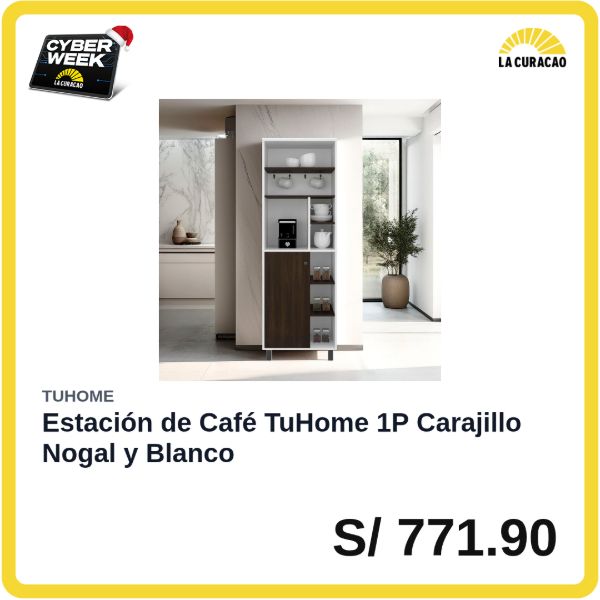 CYBER
WEEK
LA CURACAO
LA CURACAO
TUHOME
Estación de Café TuHome 1P Carajillo
Nogal y Blanco
S/ 771.90